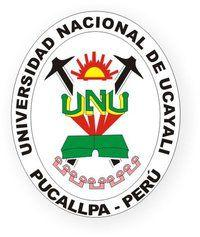 UNIVERSIDAD NACIONAL DE UCAYALI
UNU
PUCALLPA - PERÚ